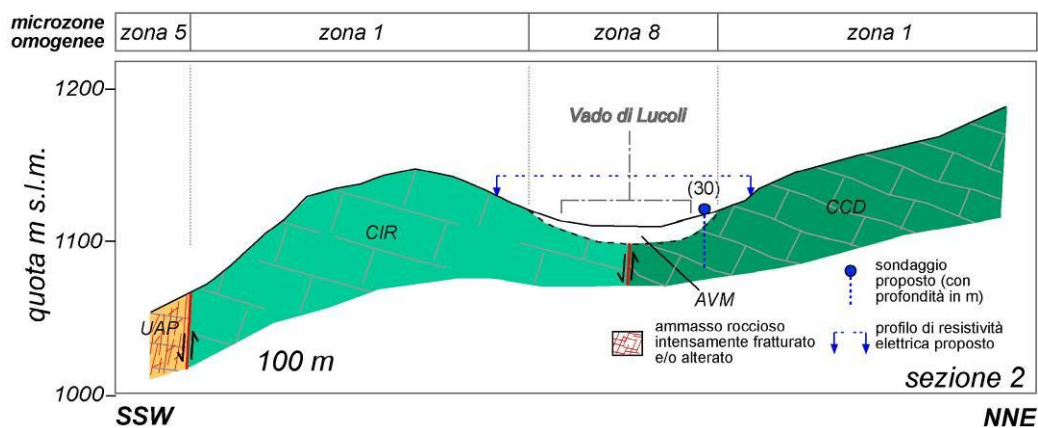 microzone
omogenee
zona 5
zona 1
zona 8
zona 1
quota m s.l.m.
1200
1100
1000
Vado di Lucoli
(30)
CIR
CCD
UAP
AVM
100 m
sondaggio
proposto (con
profondità in m)
ammasso roccioso
intensamente fratturato
e/o alterato
profilo di resistività
elettrica proposto
sezione 2
SSW
NNE